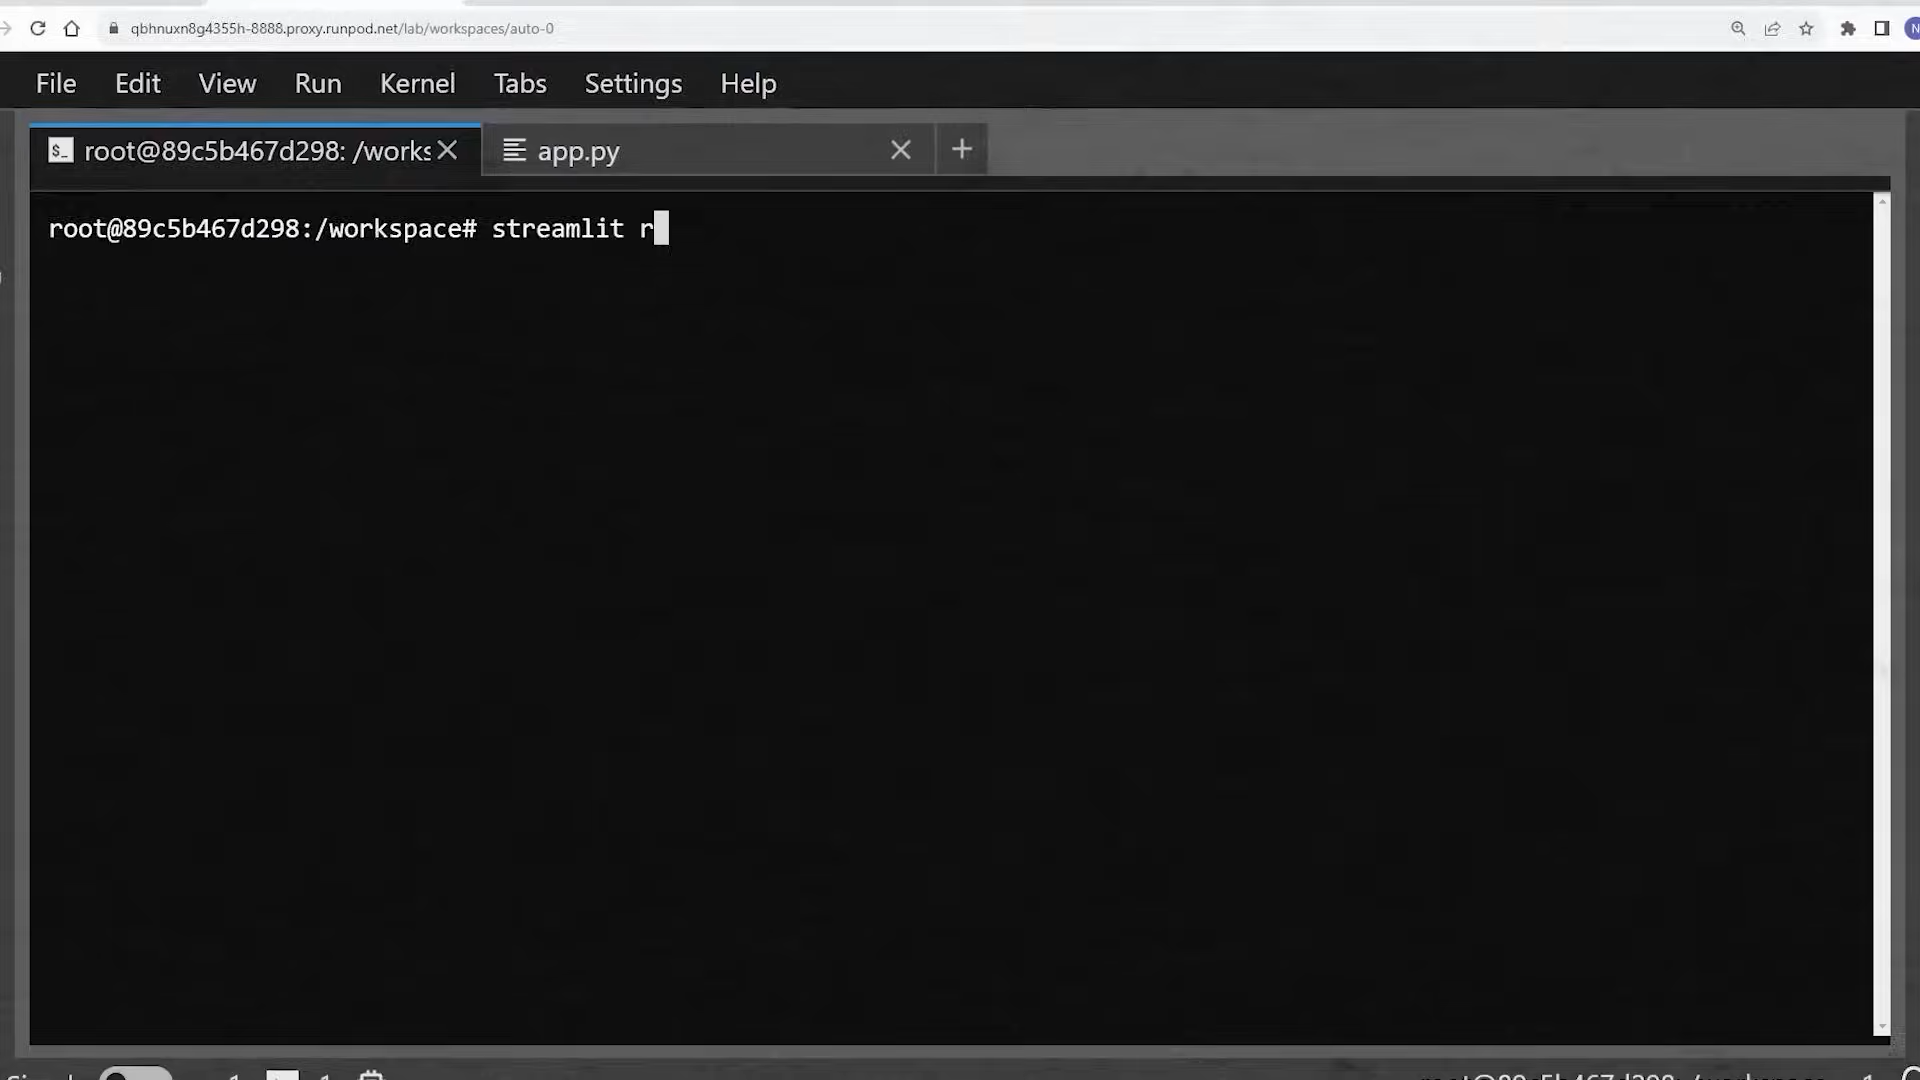 qbhnuxn8g4355h-8888.proxy.runpod.net/lab/workspaces/auto-0
N
File Edit View Run Kernel Tabs Settings Help
$_ root@89c5b467d298: /works app.py
root@89c5b467d298:/workspace# streamlit r